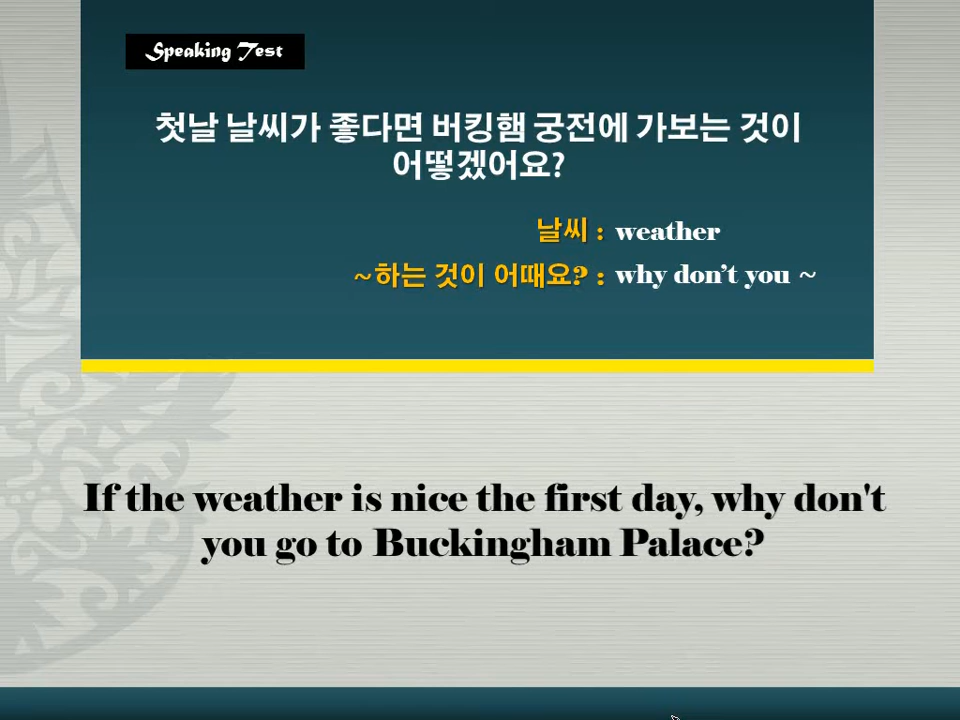 Speaking Test
첫날 날씨가 좋다면 버킹햄 궁전에 가보는 것이
어떻겠어요?
날씨 : weather
~하는 것이 어때요? : why don’t you ~
If the weather is nice the first day, why don't
you go to Buckingham Palace?